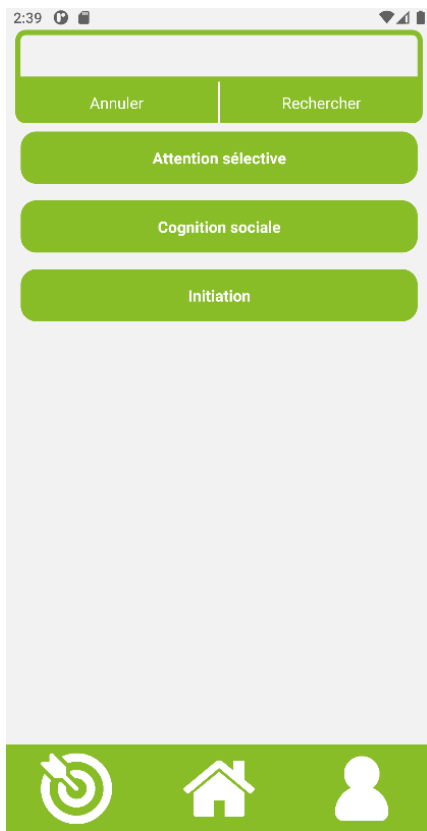 2:39
Annuler
Rechercher
Attention sélective
Cognition sociale
Initiation